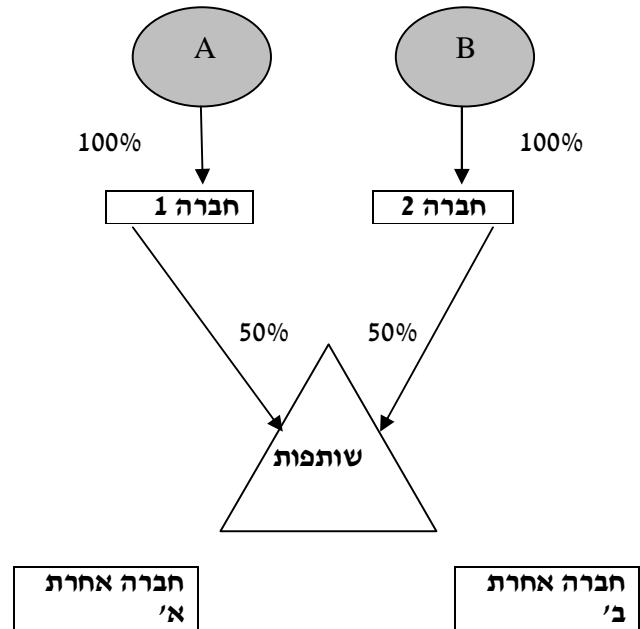 A B
100% 100%
חברה 1 חברה 2
50% 50%
שותפות
חברה אחרת א' חברה אחרת ב'